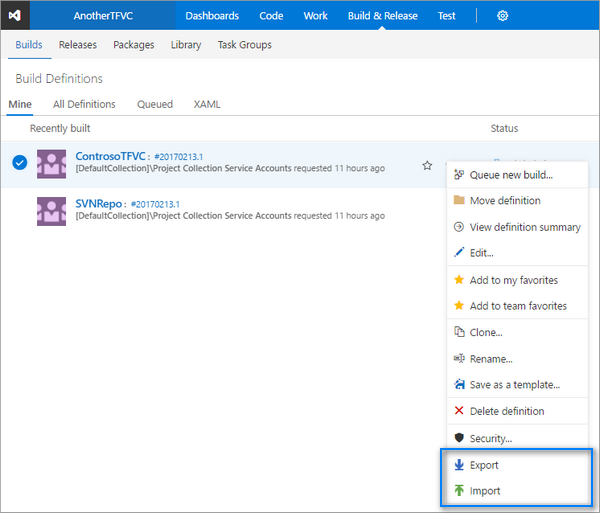 AnotherTFVC Dashboards Code Work Build & Release Test
Builds Releases Packages Library Task Groups
Build Definitions
Mine All Definitions Queued XAML
Recently built Status
ControsoTFVC : #20170213.1
[DefaultCollection]\Project Collection Service Accounts requested 11 hours ago
SVNRepo : #20170213.1
[DefaultCollection]\Project Collection Service Accounts requested 11 hours ago
Queue new build...
Move definition
View definition summary
Edit...
Add to my favorites
Add to team favorites
Clone...
Rename...
Save as a template...
Delete definition
Security...
Export
Import